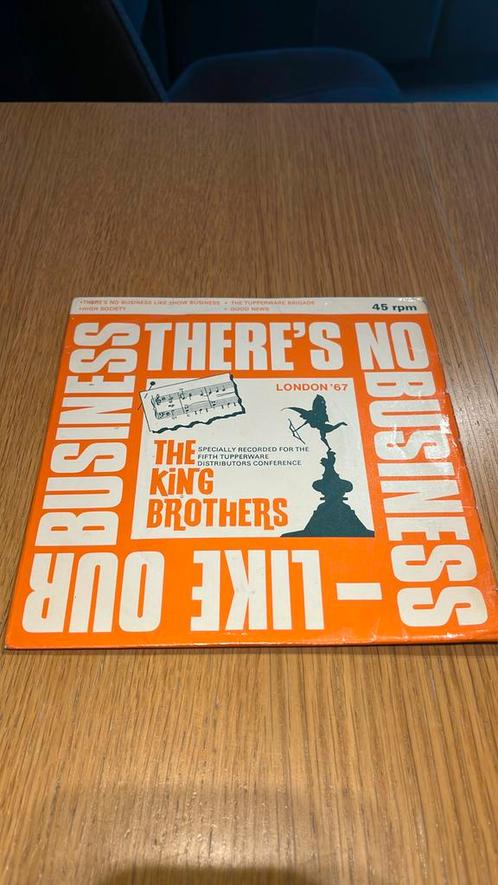 •THERE'S NO BUSINESS LIKE SHOW BUSINESS • THE TUPPERWARE BRIGADE
•HIGH SOCIETY • GOOD NEWS
45 rpm
THERE'S NO
BUSINESS
– LIKE OUR
BUSINESS
LONDON '67
THE
KiNG
BROTHERS
SPECIALLY RECORDED FOR THE
FIFTH TUPPERWARE
DISTRIBUTORS CONFERENCE